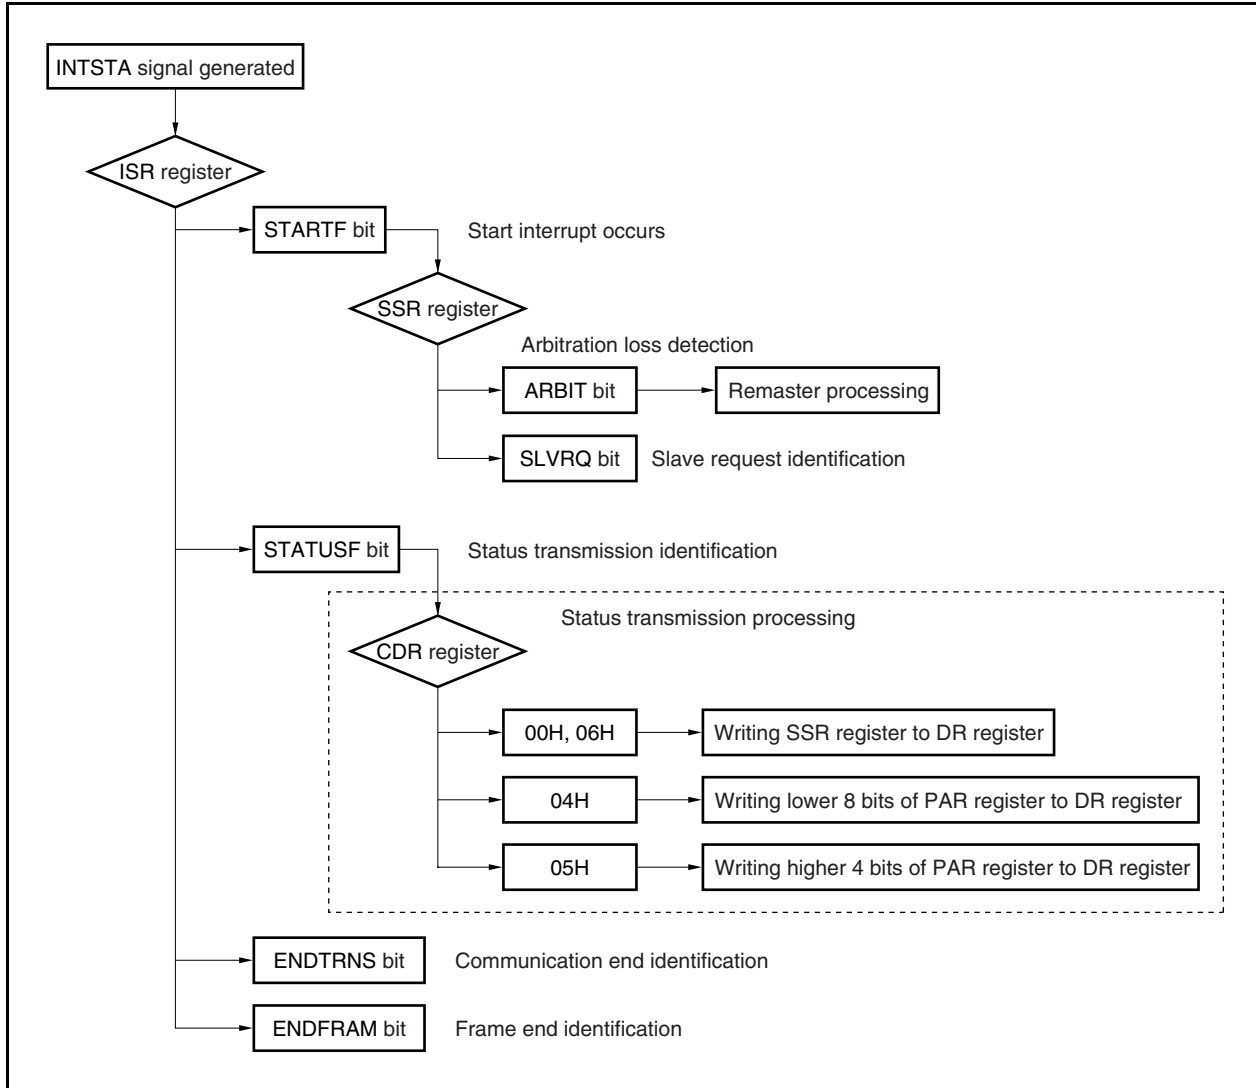 INTSTA signal generated
ISR register
STARTF bit
Start interrupt occurs
SSR register
Arbitration loss detection
ARBIT bit
Remaster processing
SLVRQ bit
Slave request identification
STATUSF bit
Status transmission identification
Status transmission processing
CDR register
00H, 06H
Writing SSR register to DR register
04H
Writing lower 8 bits of PAR register to DR register
05H
Writing higher 4 bits of PAR register to DR register
ENDTRNS bit
Communication end identification
ENDFRAM bit
Frame end identification